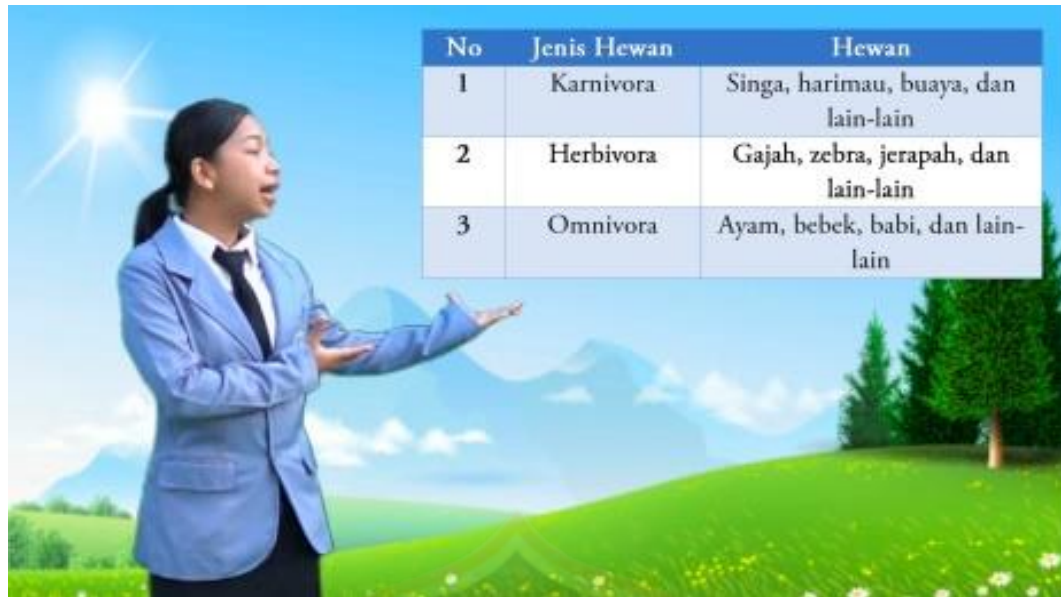 No Jenis Hewan Hewan
1 Karnivora Singa, harimau, buaya, dan
lain-lain
2 Herbivora Gajah, zebra, jerapah, dan
lain-lain
3 Omnivora Ayam, bebek, babi, dan lain-
lain